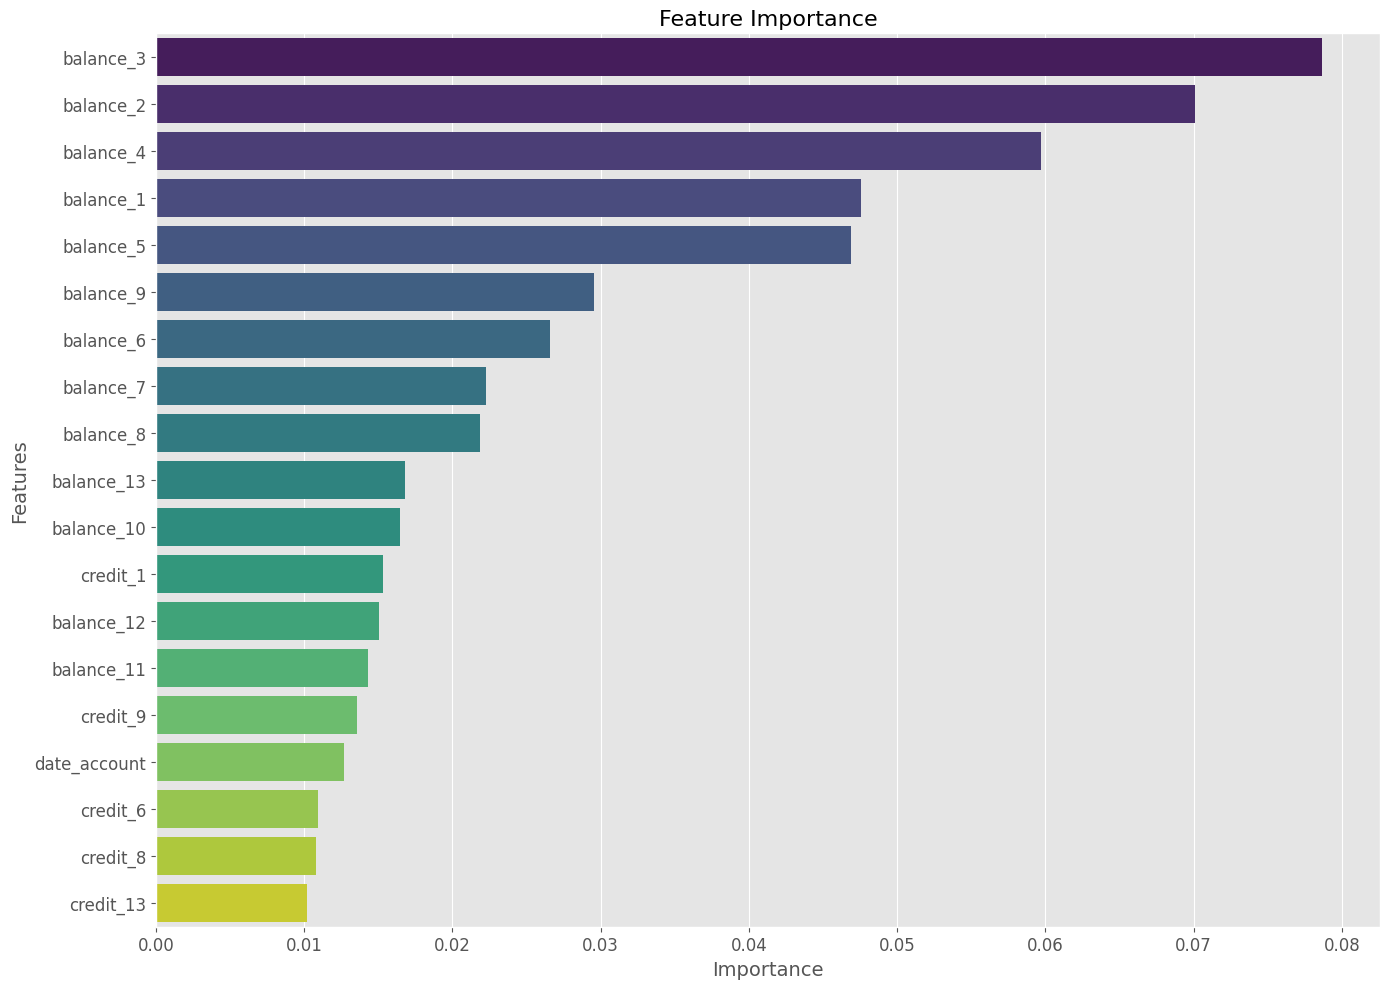 Feature Importance
Features
balance_3
balance_2
balance_4
balance_1
balance_5
balance_9
balance_6
balance_7
balance_8
balance_13
balance_10
credit_1
balance_12
balance_11
credit_9
date_account
credit_6
credit_8
credit_13
0.00 0.01 0.02 0.03 0.04 0.05 0.06 0.07 0.08
Importance